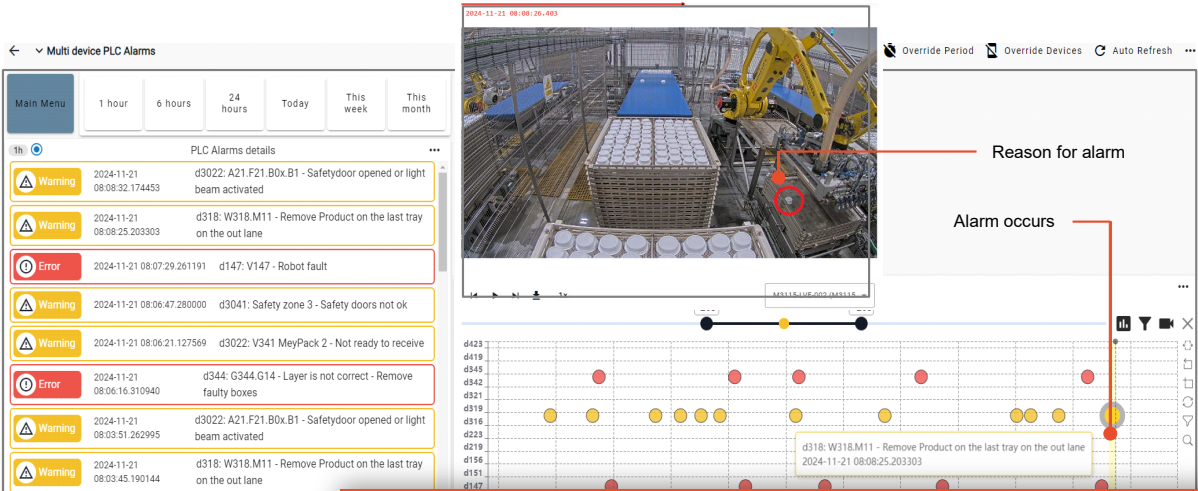 2024-11-21 08:08:26.403
Multi device PLC Alarms
Override Period
Override Devices
Auto Refresh
Main Menu
1 hour
6 hours
24
hours
Today
This
week
This
month
1h
PLC Alarms details
Warning
2024-11-21
08:08:32.174453
d3022: A21.F21.B0x.B1 - Safetydoor opened or light
beam activated
Warning
2024-11-21
08:08:25.203303
d318: W318.M11 - Remove Product on the last tray
on the out lane
Error
2024-11-21 08:07:29.261191
d147: V147 - Robot fault
Warning
2024-11-21 08:06:47.280000
d3041: Safety zone 3 - Safety doors not ok
Warning
2024-11-21 08:06:21.127569
d3022: V341 MeyPack 2 - Not ready to receive
Error
2024-11-21
08:06:16.310940
d344: G344.G14 - Layer is not correct - Remove
faulty boxes
Warning
2024-11-21
08:03:51.262995
d3022: A21.F21.B0x.B1 - Safetydoor opened or light
beam activated
Warning
2024-11-21
08:03:45.190144
d318: W318.M11 - Remove Product on the last tray
on the out lane
Reason for alarm
Alarm occurs
1x
d423
d419
d345
d342
d321
d319
d316
d223
d219
d156
d151
d147
d318: W318.M11 - Remove Product on the last tray on the out lane
2024-11-21 08:08:25.203303